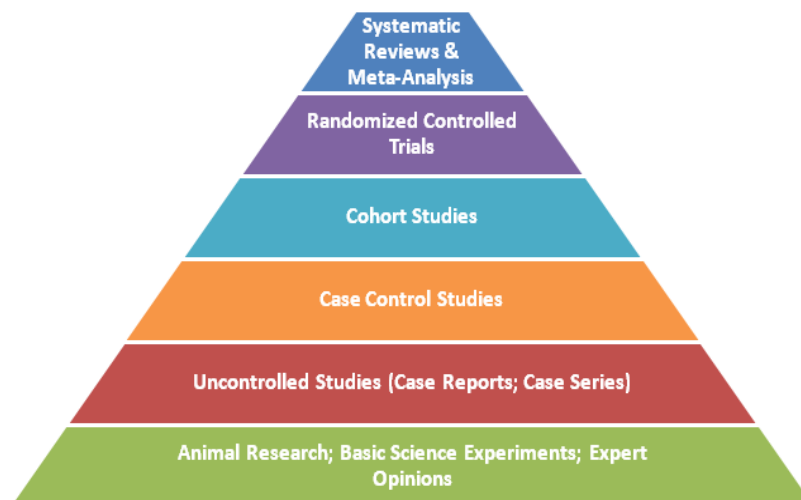 Systematic
Reviews &
Meta-Analysis
Randomized Controlled
Trials
Cohort Studies
Case Control Studies
Uncontrolled Studies (Case Reports; Case Series)
Animal Research; Basic Science Experiments; Expert
Opinions